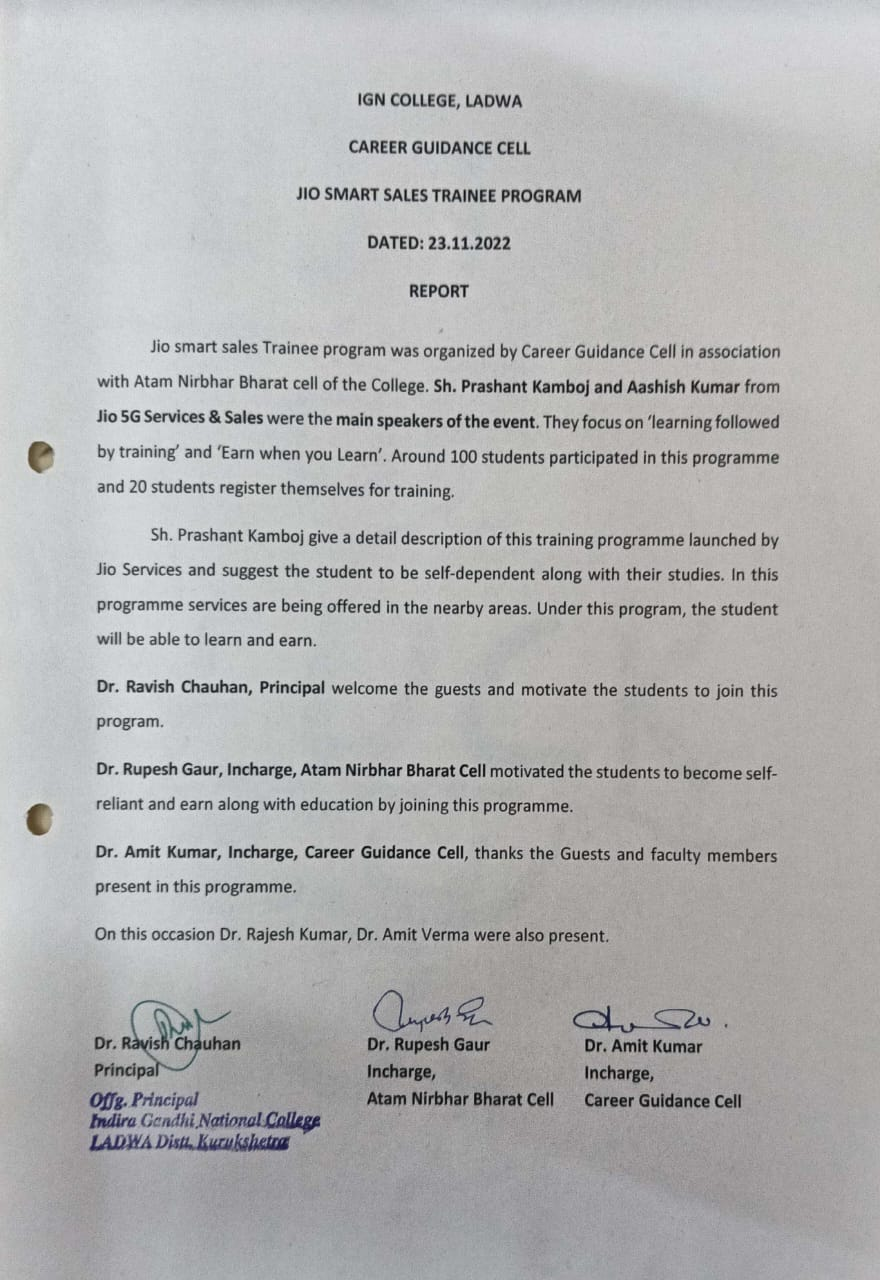 IGN COLLEGE, LADWA
CAREER GUIDANCE CELL
JIO SMART SALES TRAINEE PROGRAM
DATED: 23.11.2022
REPORT
Jio smart sales Trainee program was organized by Career Guidance Cell in association
with Atam Nirbhar Bharat cell of the College. Sh. Prashant Kamboj and Aashish Kumar from
Jio 5G Services & Sales were the main speakers of the event. They focus on ‘learning followed
by training’ and ‘Earn when you Learn’. Around 100 students participated in this programme
and 20 students register themselves for training.
Sh. Prashant Kamboj give a detail description of this training programme launched by
Jio Services and suggest the student to be self-dependent along with their studies. In this
programme services are being offered in the nearby areas. Under this program, the student
will be able to learn and earn.
Dr. Ravish Chauhan, Principal welcome the guests and motivate the students to join this
program.
Dr. Rupesh Gaur, Incharge, Atam Nirbhar Bharat Cell motivated the students to become self-
reliant and earn along with education by joining this programme.
Dr. Amit Kumar, Incharge, Career Guidance Cell, thanks the Guests and faculty members
present in this programme.
On this occasion Dr. Rajesh Kumar, Dr. Amit Verma were also present.
Dr. Ravish Chauhan
Principal
Offg. Principal
Indira Gandhi National College
LADWA Distt. Kurukshetra
Dr. Rupesh Gaur
Incharge,
Atam Nirbhar Bharat Cell
Dr. Amit Kumar
Incharge,
Career Guidance Cell